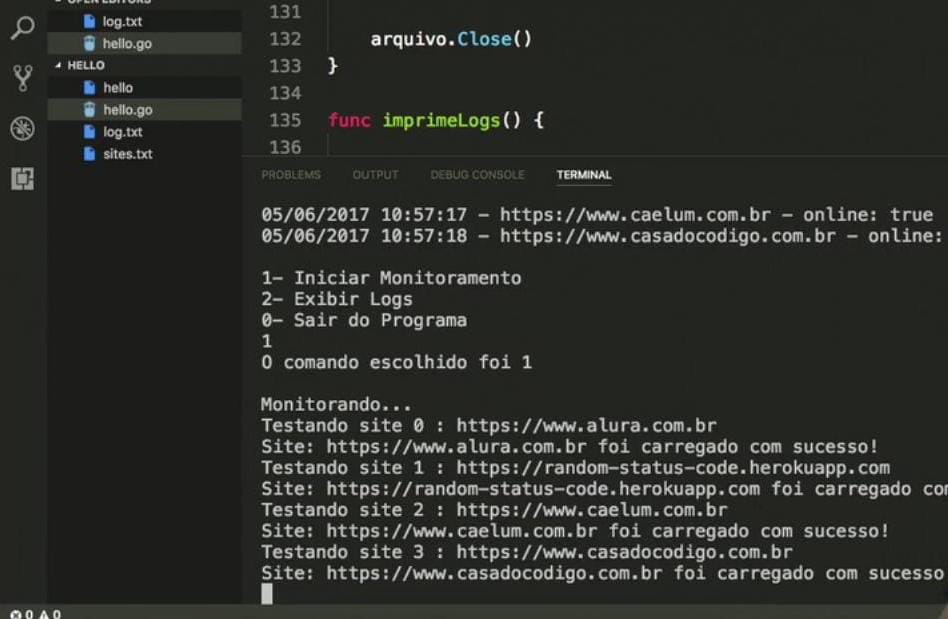 OPEN EDITORS
log.txt
hello.go
HELLO
hello
hello.go
log.txt
sites.txt
131
132 arquivo.Close()
133 }
134
135 func imprimeLogs() {
136
PROBLEMS OUTPUT DEBUG CONSOLE TERMINAL
05/06/2017 10:57:17 - https://www.caelum.com.br - online: true
05/06/2017 10:57:18 - https://www.casadocodigo.com.br - online:
1- Iniciar Monitoramento
2- Exibir Logs
0- Sair do Programa
1
O comando escolhido foi 1
Monitorando...
Testando site 0 : https://www.alura.com.br
Site: https://www.alura.com.br foi carregado com sucesso!
Testando site 1 : https://random-status-code.herokuapp.com
Site: https://random-status-code.herokuapp.com foi carregado com
Testando site 2 : https://www.caelum.com.br
Site: https://www.caelum.com.br foi carregado com sucesso!
Testando site 3 : https://www.casadocodigo.com.br
Site: https://www.casadocodigo.com.br foi carregado com sucesso
0 0